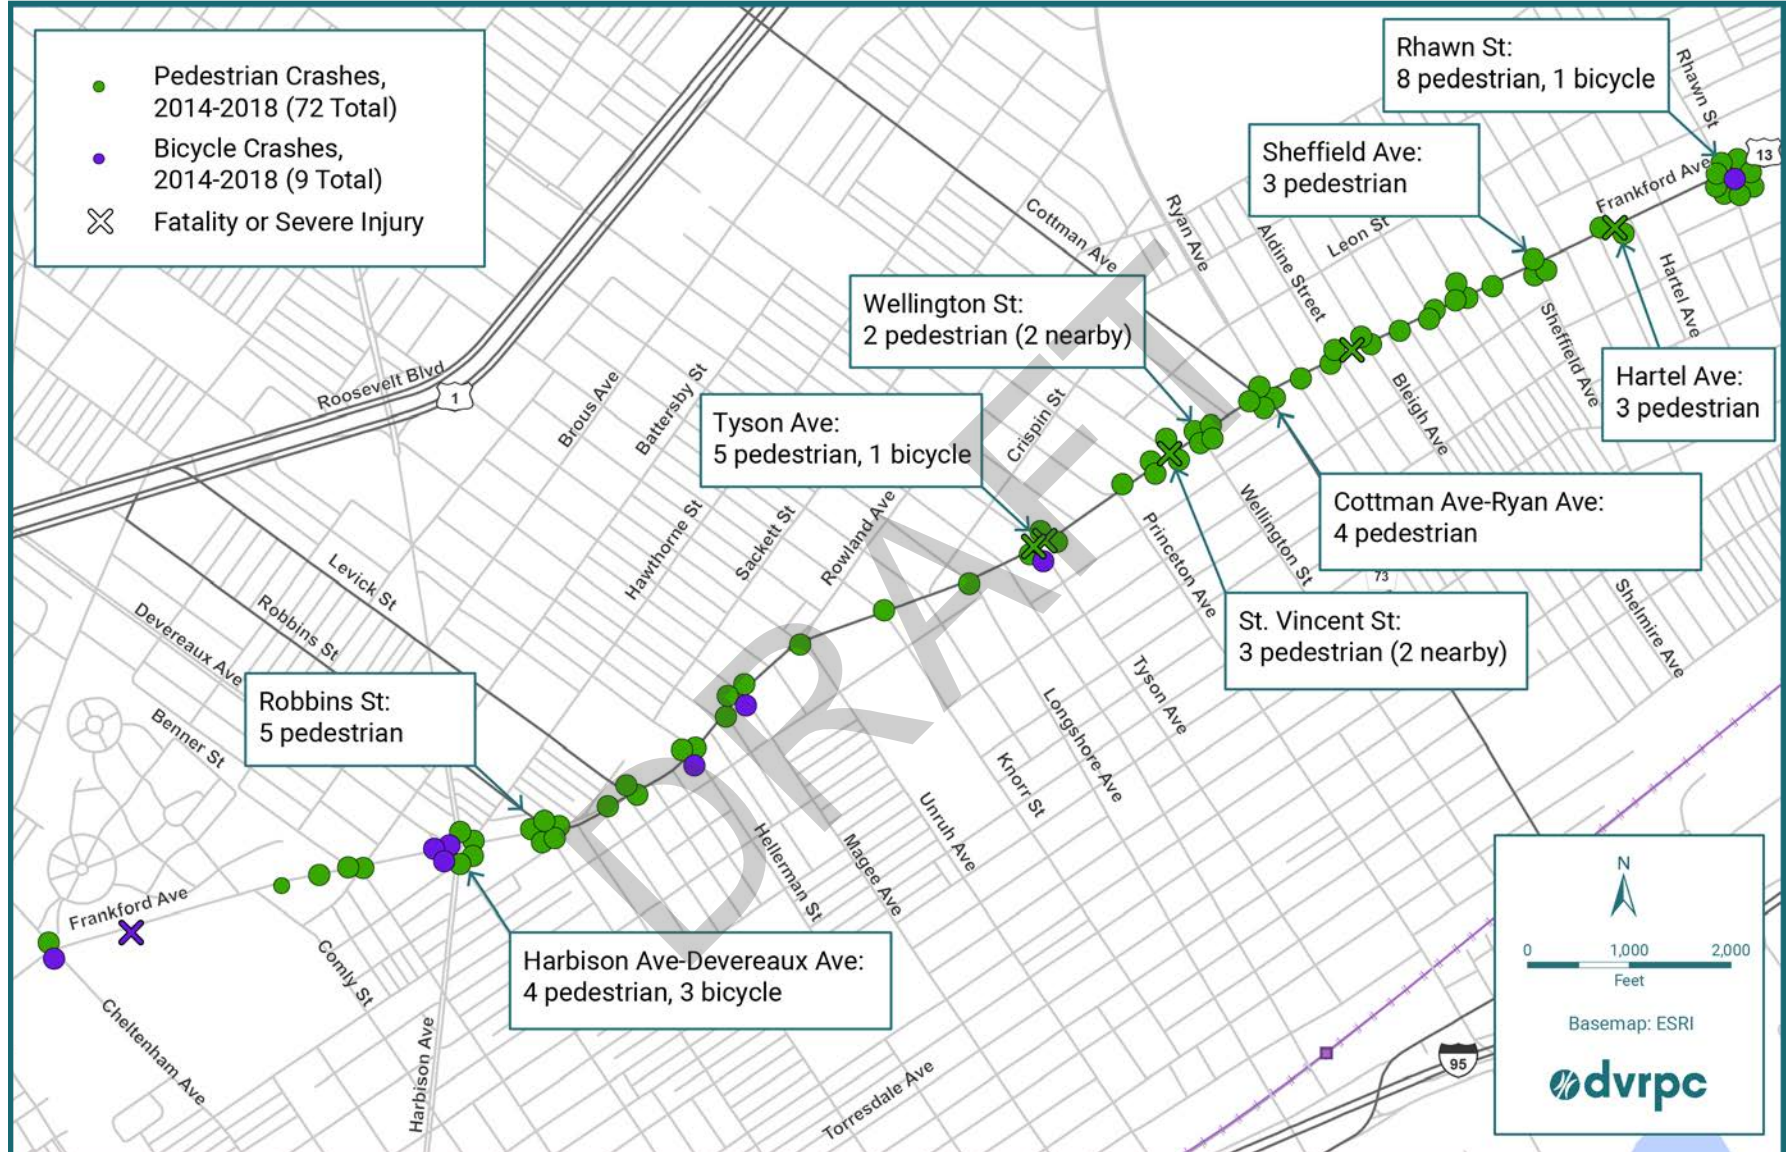 Pedestrian Crashes,
2014-2018 (72 Total)
Bicycle Crashes,
2014-2018 (9 Total)
Fatality or Severe Injury
Rhawn St:
8 pedestrian, 1 bicycle
Rhawn St
Sheffield Ave:
3 pedestrian
13
Frankford Ave
Cottman Ave
Ryan Ave
Aldine Street
Leon St
Hartel Ave
Wellington St:
2 pedestrian (2 nearby)
Sheffield Ave
Roosevelt Blvd
1
Brous Ave
Battersby St
Crispin St
Bleigh Ave
Hartel Ave:
3 pedestrian
Tyson Ave:
5 pedestrian, 1 bicycle
Cottman Ave-Ryan Ave:
4 pedestrian
Hawthorne St
Sackett St
Rowland Ave
Princeton Ave
Wellington St
73
Shelmire Ave
Levick St
Robbins St
Devereaux Ave
St. Vincent St:
3 pedestrian (2 nearby)
Benner St
Robbins St:
5 pedestrian
Tyson Ave
Longshore Ave
Knorr St
Unruh Ave
Magee Ave
Hellerman St
DRAFT
Frankford Ave
Comly St
Harbison Ave-Devereaux Ave:
4 pedestrian, 3 bicycle
Cheltenham Ave
Harbison Ave
Torresdale Ave
95
N
0 1,000 2,000
Feet
Basemap: ESRI
dvrpc